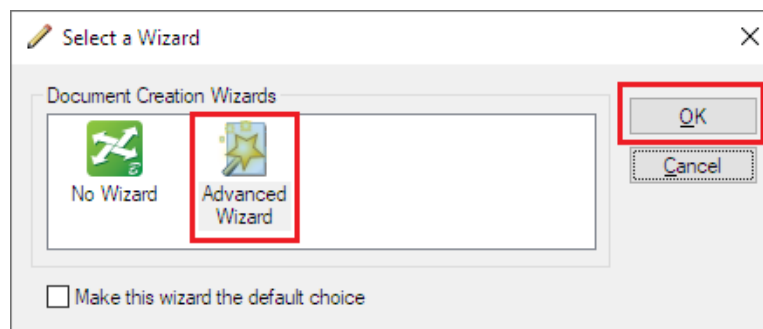 Select a Wizard
Document Creation Wizards
No Wizard
Advanced
Wizard
OK
Cancel
Make this wizard the default choice